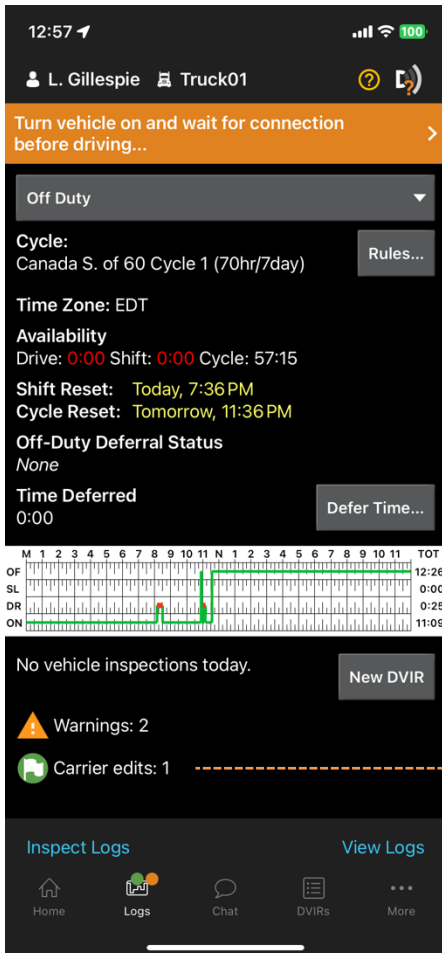 12:57
100
L. Gillespie Truck01
Turn vehicle on and wait for connection
before driving...
Off Duty
Cycle:
Canada S. of 60 Cycle 1 (70hr/7day)
Rules...
Time Zone: EDT
Availability
Drive: 0:00 Shift: 0:00 Cycle: 57:15
Shift Reset: Today, 7:36 PM
Cycle Reset: Tomorrow, 11:36 PM
Off-Duty Deferral Status
None
Time Deferred
0:00
Defer Time...
M 1 2 3 4 5 6 7 8 9 10 11 N 1 2 3 4 5 6 7 8 9 10 11 TOT
OF 12:26
SL 0:00
DR 0:25
ON 11:09
No vehicle inspections today.
New DVIR
Warnings: 2
Carrier edits: 1
Inspect Logs View Logs
Home Logs Chat DVIRs More